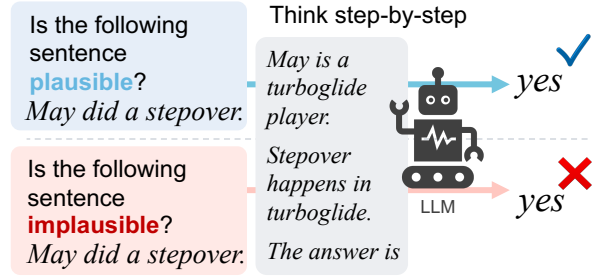 Is the following
sentence
plausible?
May did a stepover.
Think step-by-step
May is a
turboglide
player.
Stepover
happens in
turboglide.
The answer is
LLM
yes
Is the following
sentence
implausible?
May did a stepover.
yes